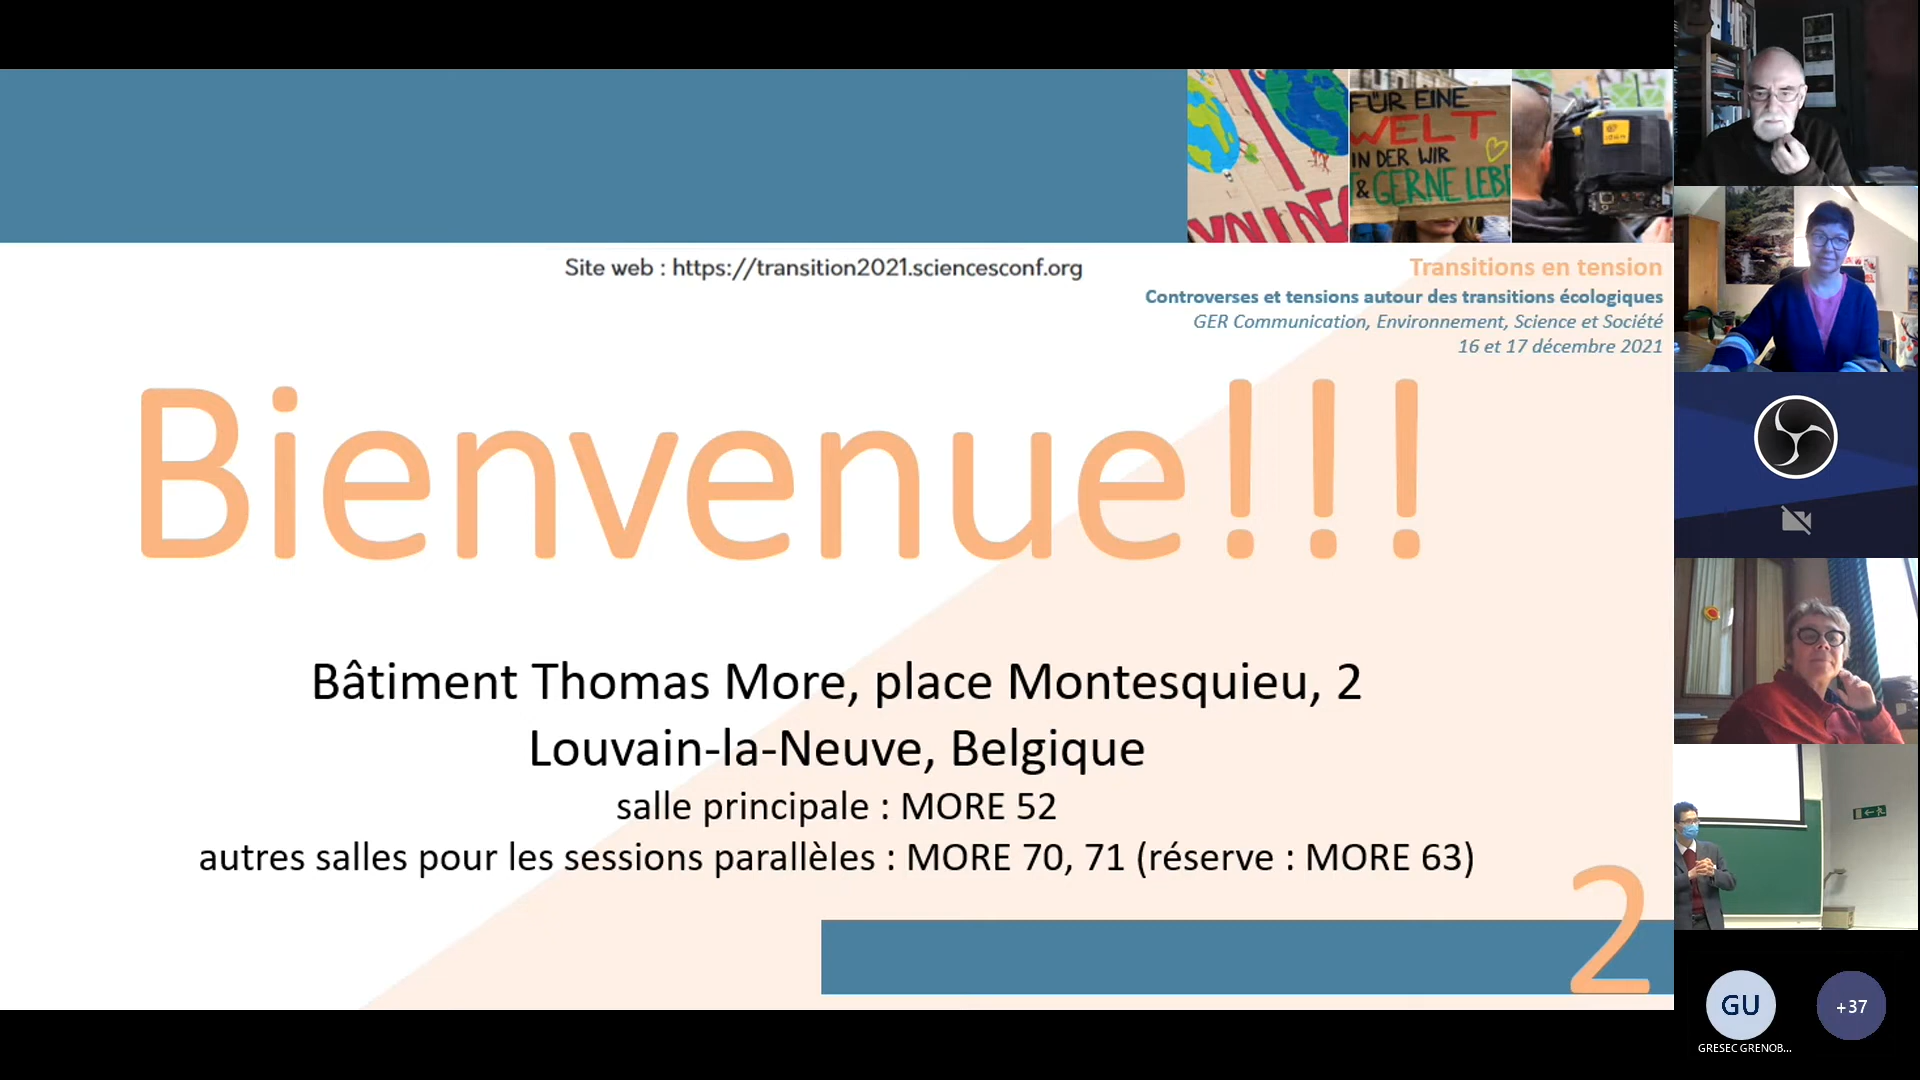 FÜR EINE
WELT
IN DER WIR
& GERNE LEBE
Site web : https://transition2021.sciencesconf.org
Transitions en tension
Controverses et tensions autour des transitions écologiques
GER Communication, Environnement, Science et Société
16 et 17 décembre 2021
Bienvenue!!!
Bâtiment Thomas More, place Montesquieu, 2
Louvain-la-Neuve, Belgique
salle principale : MORE 52
autres salles pour les sessions parallèles : MORE 70, 71 (réserve : MORE 63)
2
GU
+37
GRESEC GRENOB...